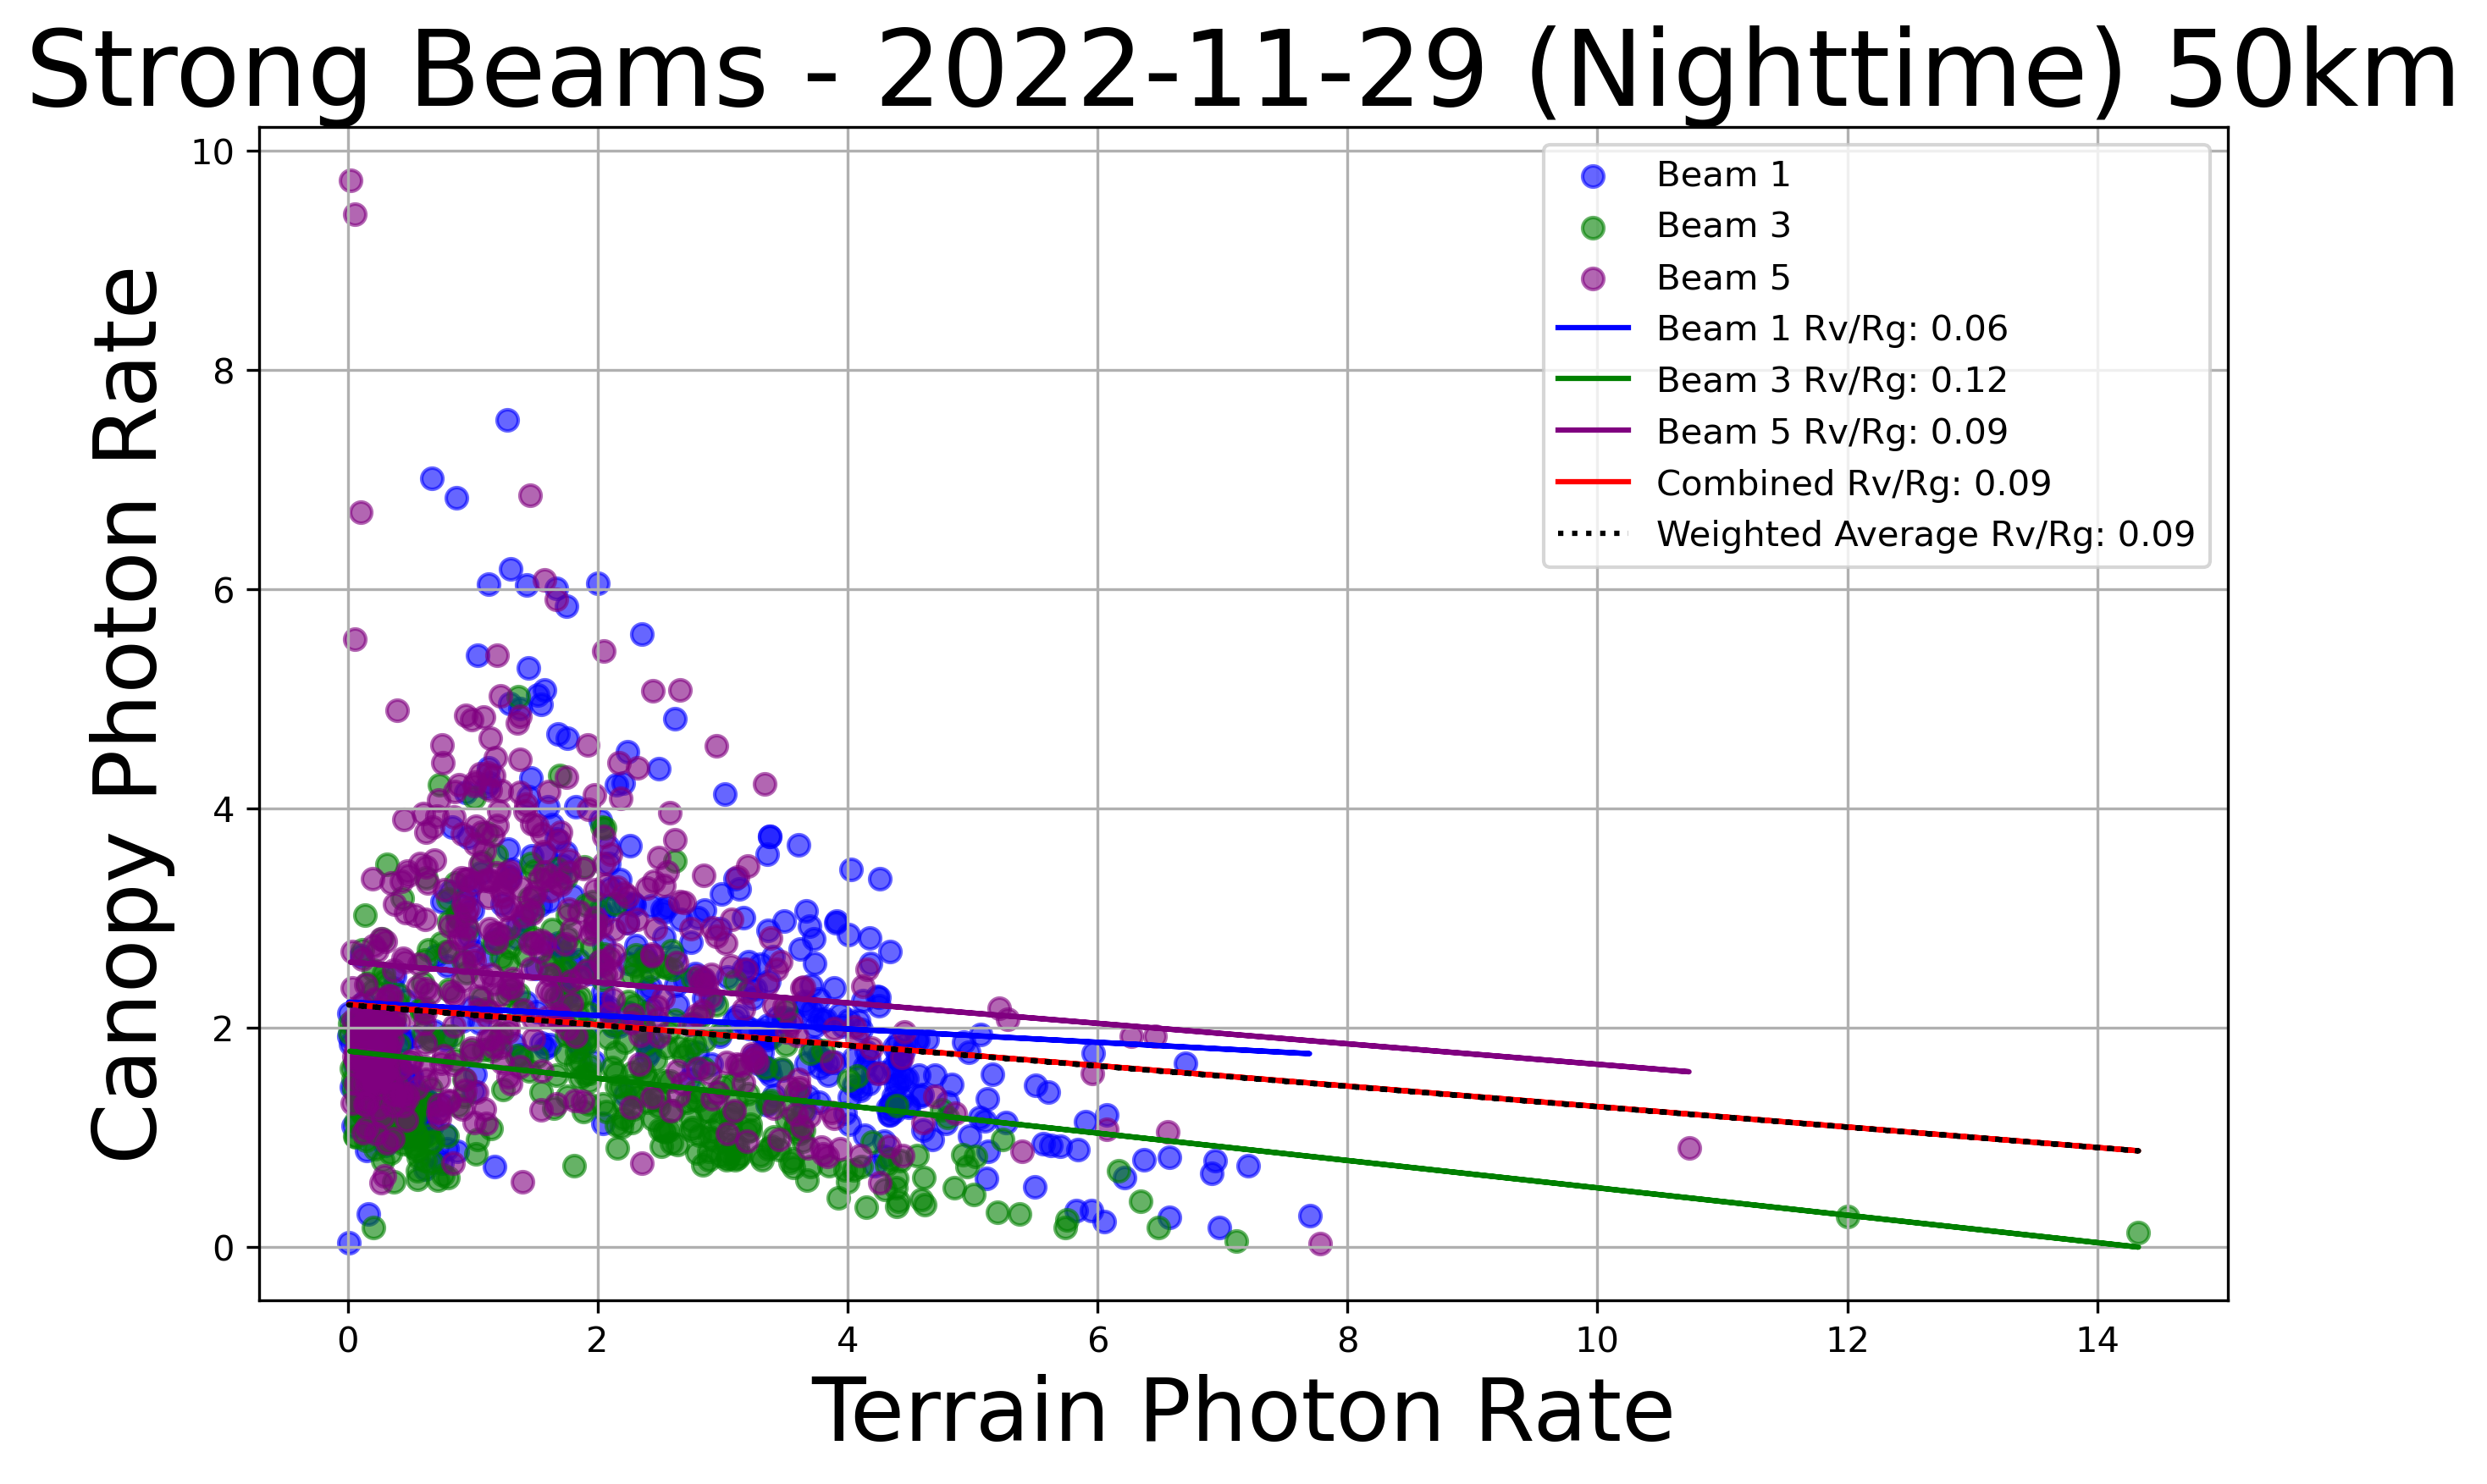 Strong Beams - 2022-11-29 (Nighttime) 50km
Canopy Photon Rate
10
8
6
4
2
0
Beam 1
Beam 3
Beam 5
Beam 1 Rv/Rg: 0.06
Beam 3 Rv/Rg: 0.12
Beam 5 Rv/Rg: 0.09
Combined Rv/Rg: 0.09
Weighted Average Rv/Rg: 0.09
0 2 4 6 8 10 12 14
Terrain Photon Rate